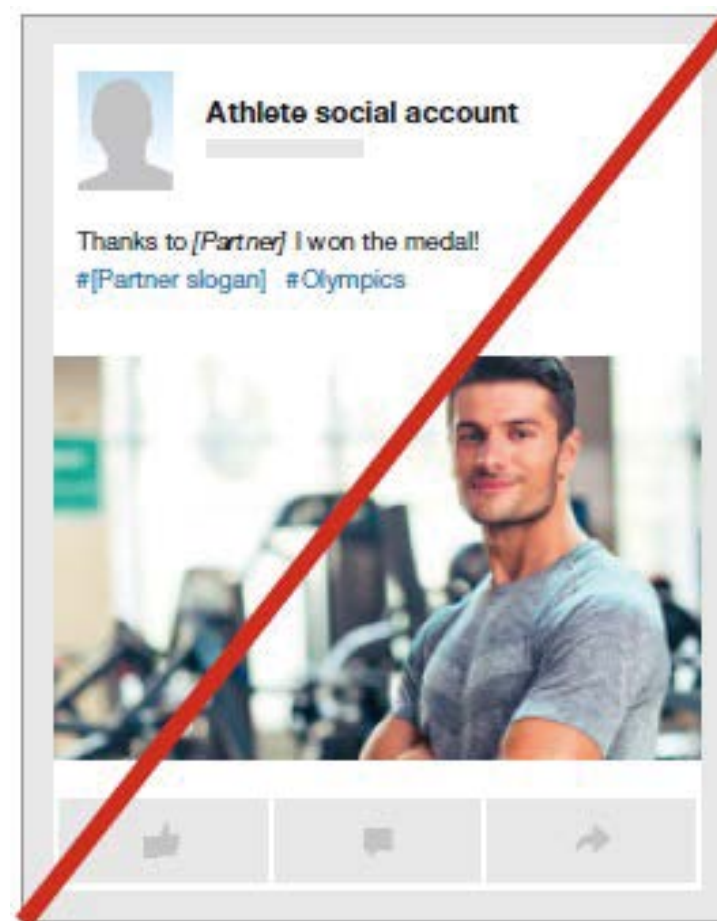 Athlete social account
Thanks to [Partner] I won the medal!
#[Partner slogan] #Olympics